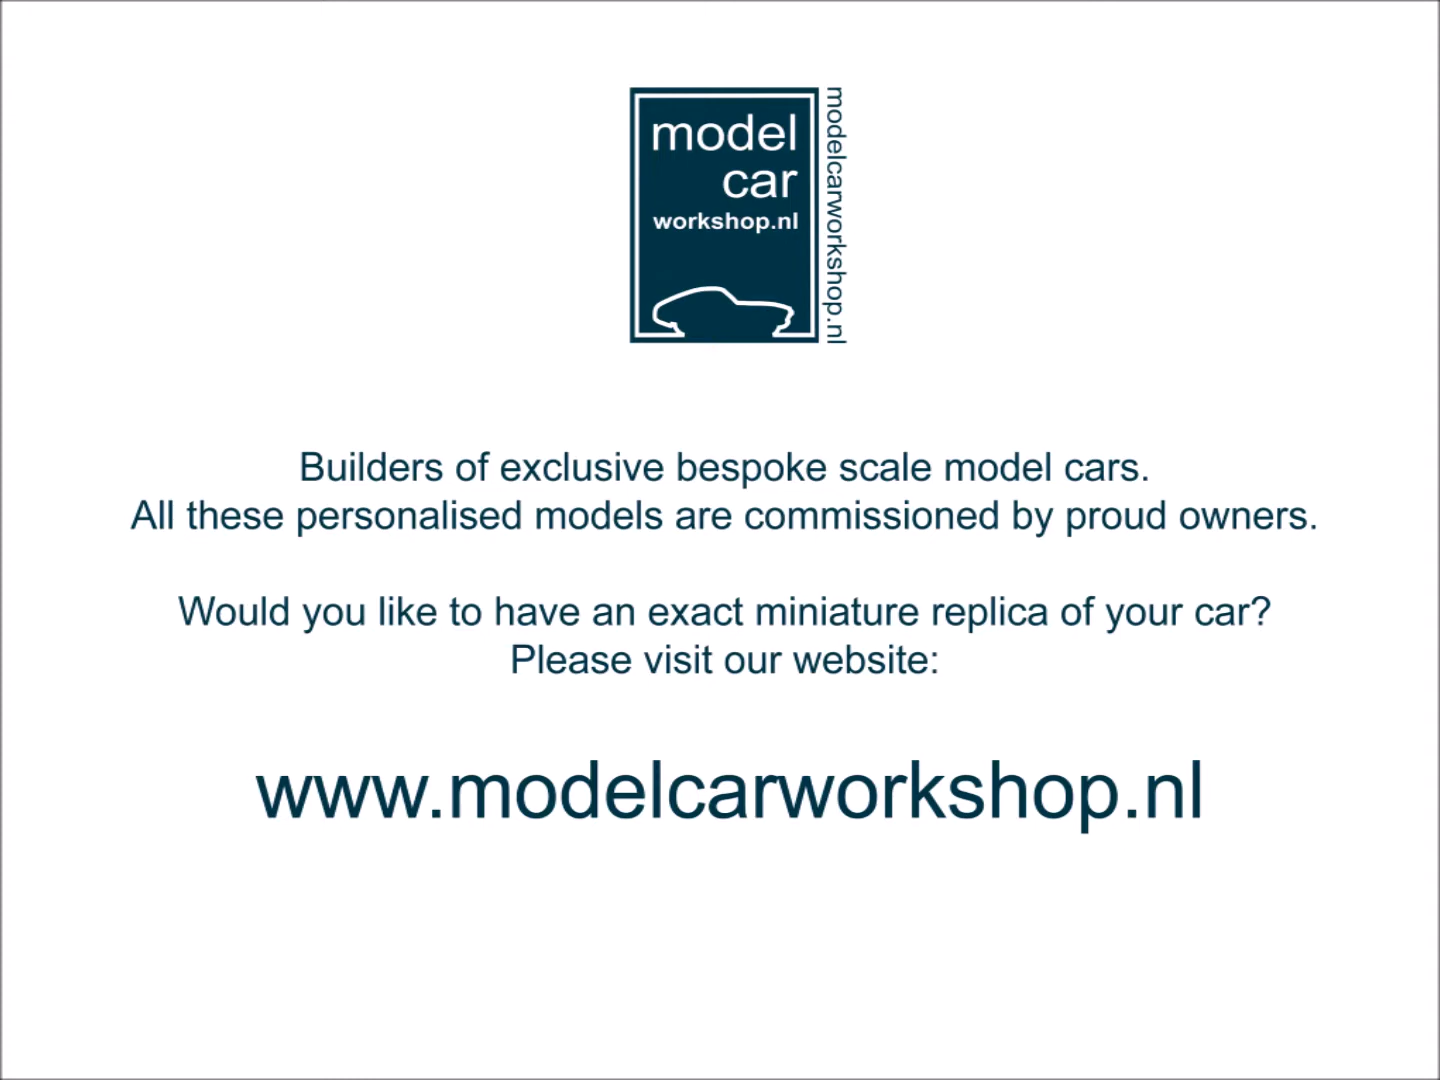 model
car
workshop.nl
modelcarworkshop.nl
Builders of exclusive bespoke scale model cars.
All these personalised models are commissioned by proud owners.
Would you like to have an exact miniature replica of your car?
Please visit our website:
www.modelcarworkshop.nl